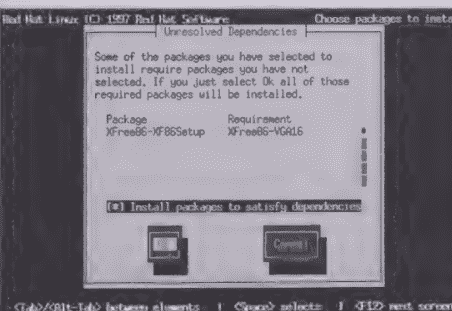 Red Hat Linux (C) 1997 Red Hat Software Choose packages to insta
Unresolved Dependencies
Some of the packages you have selected to
install require packages you have not
selected. If you just select Ok all of those
required packages will be installed.
Package Requirement
XFree86-XF86Setup XFree86-VGA16
[*] Install packages to satisfy dependencies
Ok Cancel
<Tab>/<Alt-Tab> between elements | <Space> selects | <F12> next screen